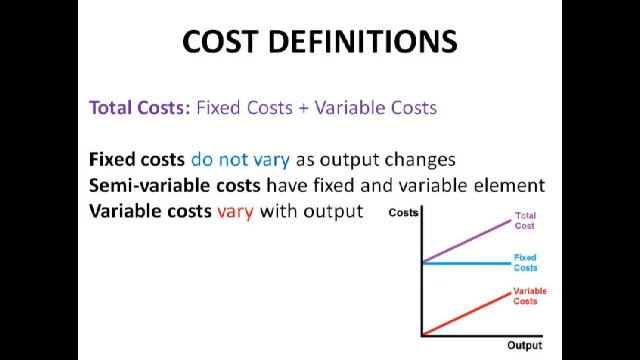 COST DEFINITIONS
Total Costs: Fixed Costs + Variable Costs
Fixed costs do not vary as output changes
Semi-variable costs have fixed and variable element
Variable costs vary with output
Costs
Total
Cost
Fixed
Costs
Variable
Costs
Output